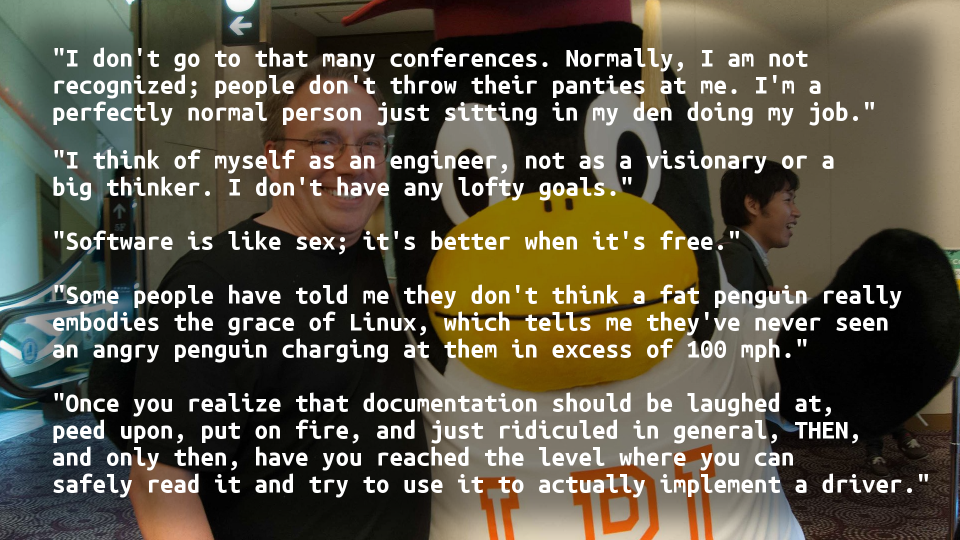 "I don't go to that many conferences. Normally, I am not
recognized; people don't throw their panties at me. I'm a
perfectly normal person just sitting in my den doing my job."
"I think of myself as an engineer, not as a visionary or a
big thinker. I don't have any lofty goals."
"Software is like sex; it's better when it's free."
"Some people have told me they don't think a fat penguin really
embodies the grace of Linux, which tells me they've never seen
an angry penguin charging at them in excess of 100 mph."
"Once you realize that documentation should be laughed at,
peed upon, put on fire, and just ridiculed in general, THEN,
and only then, have you reached the level where you can
safely read it and try to use it to actually implement a driver."